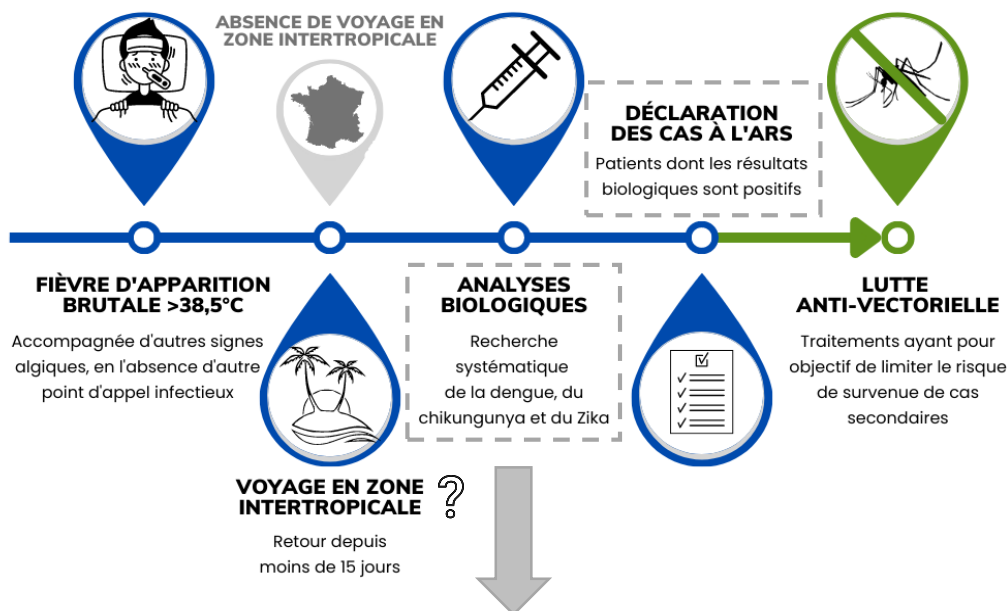 ABSENCE DE VOYAGE EN
ZONE INTERTROPICALE
DÉCLARATION
DES CAS À L'ARS
Patients dont les résultats
biologiques sont positifs
FIÈVRE D'APPARITION
BRUTALE >38,5°C
Accompagnée d'autres signes
algiques, en l'absence d'autre
point d'appel infectieux
ANALYSES
BIOLOGIQUES
Recherche
systématique
de la dengue, du
chikungunya et du Zika
LUTTE
ANTI-VECTORIELLE
Traitements ayant pour
objectif de limiter le risque
de survenue de cas
secondaires
VOYAGE EN ZONE
INTERTROPICALE ?
Retour depuis
moins de 15 jours